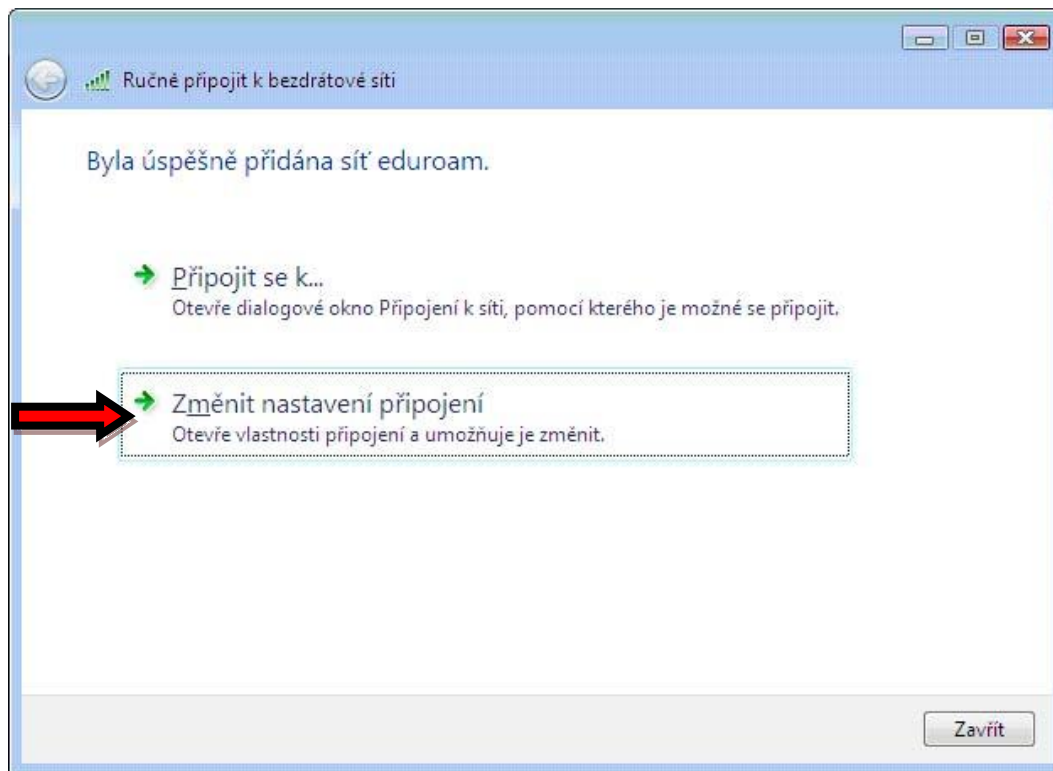 Ručně připojit k bezdrátové síti
Byla úspěšně přidána síť eduroam.
Připojit se k...
Otevře dialogové okno Připojení k síti, pomocí kterého je možné se připojit.
Změnit nastavení připojení
Otevře vlastnosti připojení a umožňuje je změnit.
Zavřít